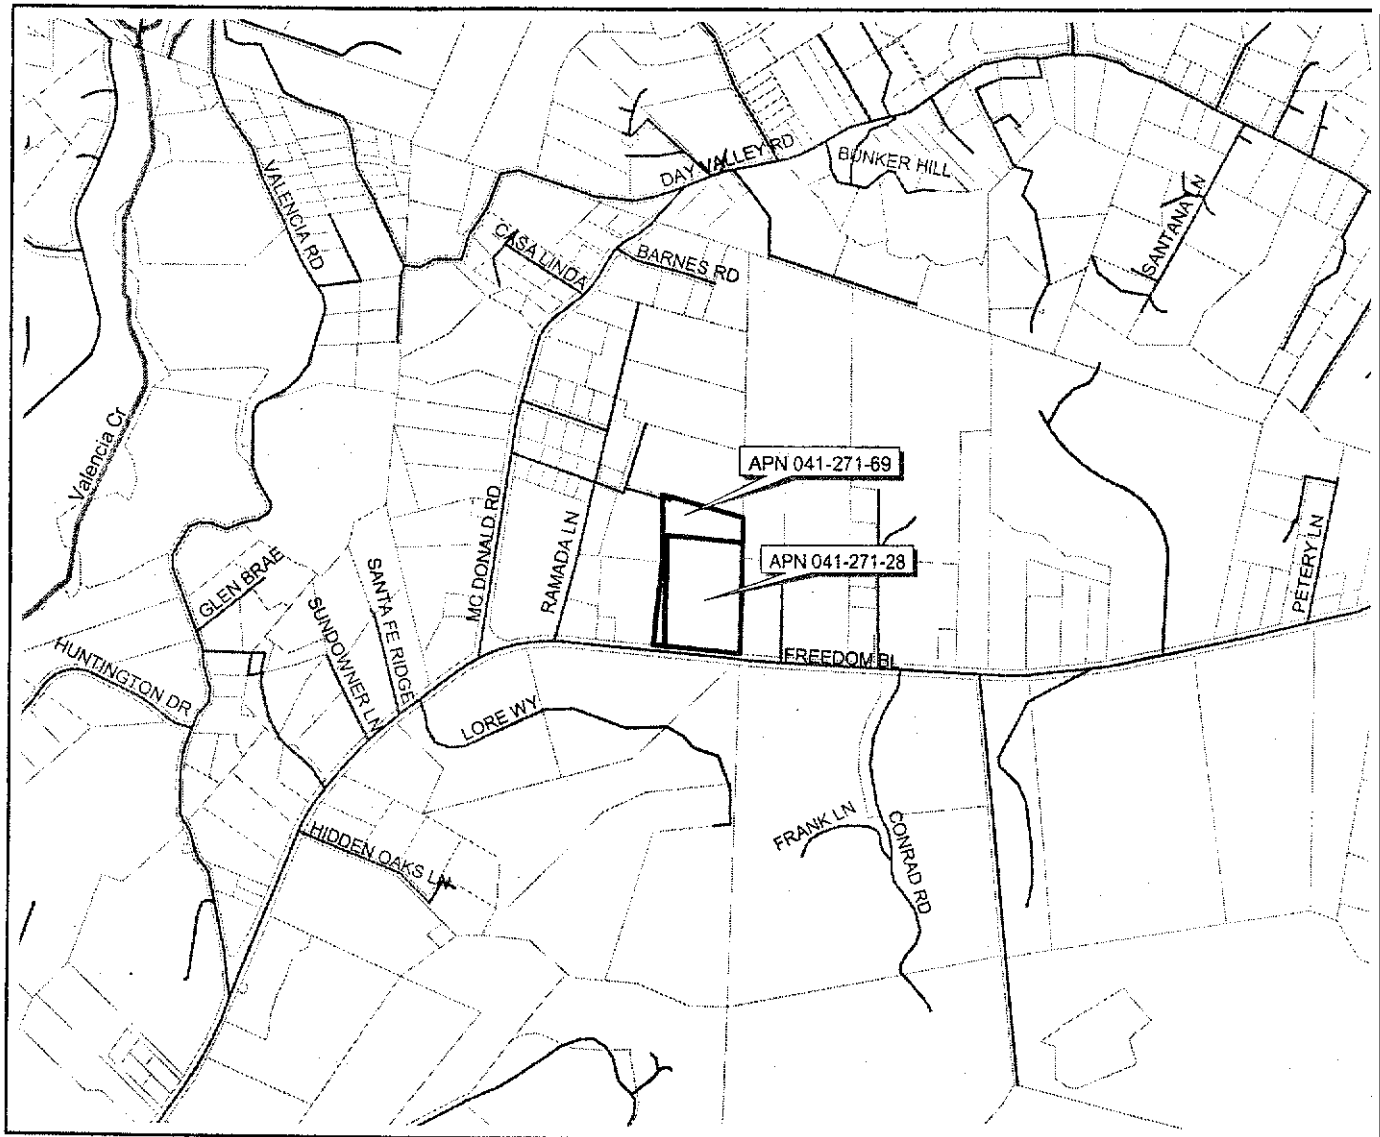 DAY VALLEY RD
BUNKER HILL
VALENCIA RD
SANTANA LN
CASA LINDA
BARNES RD
Valencia Cr
APN 041-271-69
MC DONALD RD
RAMADA LN
APN 041-271-28
PETERY LN
GLEN BRAE
SANTA FE RIDGE
SUNDOWNER LN
HUNTINGTON DR
FREEDOM BL
LORE WY
FRANK LN
CONRAD RD
HIDDEN OAKS LN